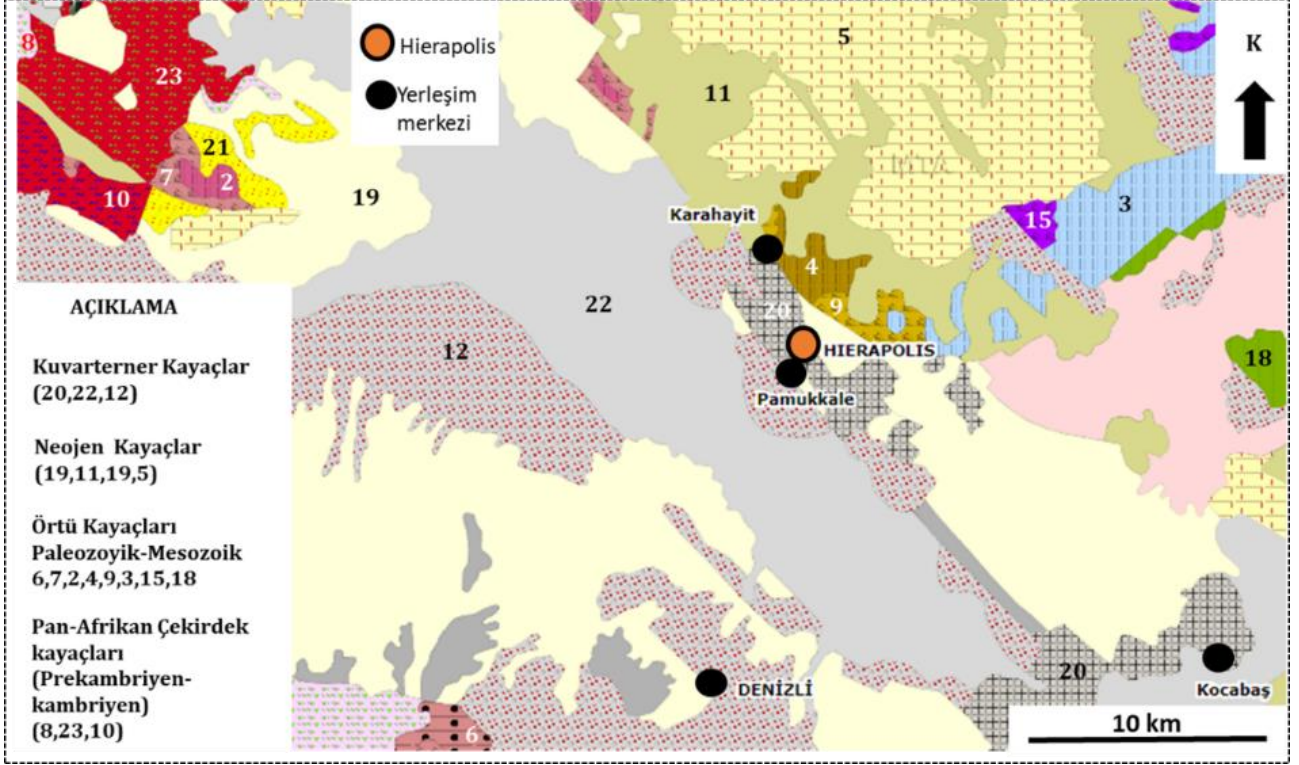 8
23
Hierapolis
Yerleşim
merkezi
5
K
11
21
7
2
10
19
Karahayit
15
3
4
AÇIKLAMA
22
20
9
HIERAPOLIS
12
18
Kuvarterner Kayaçlar
(20,22,12)
Pamukkale
Neojen Kayaçlar
(19,11,19,5)
Örtü Kayaçları
Paleozoyik-Mesozoik
6,7,2,4,9,3,15,18
Pan-Afrikan Çekirdek
kayaçları
(Prekambriyen-
kambriyen)
(8,23,10)
6
DENİZLİ
20
Kocabaş
10 km